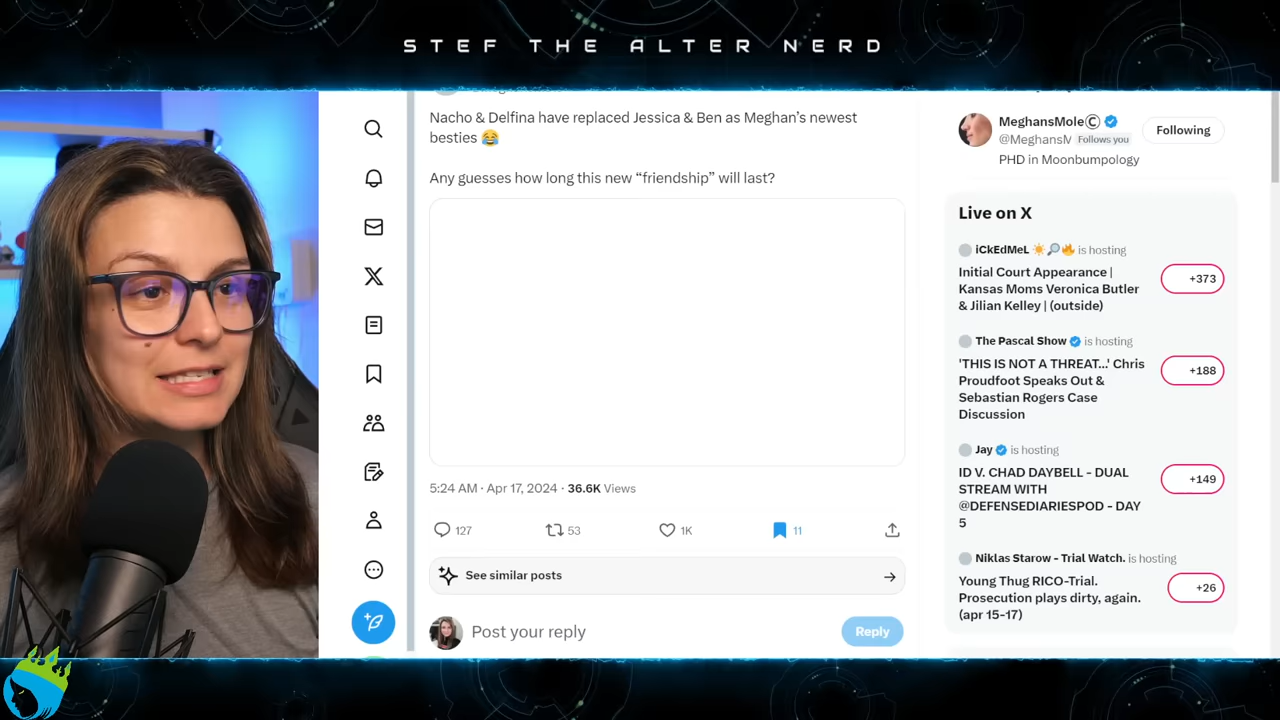 STEF THE ALTER NERD
Nacho & Delfina have replaced Jessica & Ben as Meghan's newest
besties 😂
Any guesses how long this new “friendship” will last?
5:24 AM · Apr 17, 2024 · 36.6K Views
127
53
1K
11
See similar posts
Post your reply
Reply
MeghansMole©
@MeghansM Follows you
Following
PHD in Moonbumpology
Live on X
iCkEdMeL ☀️🔎🔥 is hosting
Initial Court Appearance |
Kansas Moms Veronica Butler
& Jilian Kelley | (outside)
+373
The Pascal Show is hosting
'THIS IS NOT A THREAT...' Chris
Proudfoot Speaks Out &
Sebastian Rogers Case
Discussion
+188
Jay is hosting
ID V. CHAD DAYBELL - DUAL
STREAM WITH
@DEFENSEDIARIESPOD - DAY
5
+149
Niklas Starow - Trial Watch. is hosting
Young Thug RICO-Trial.
Prosecution plays dirty, again.
(apr 15-17)
+26